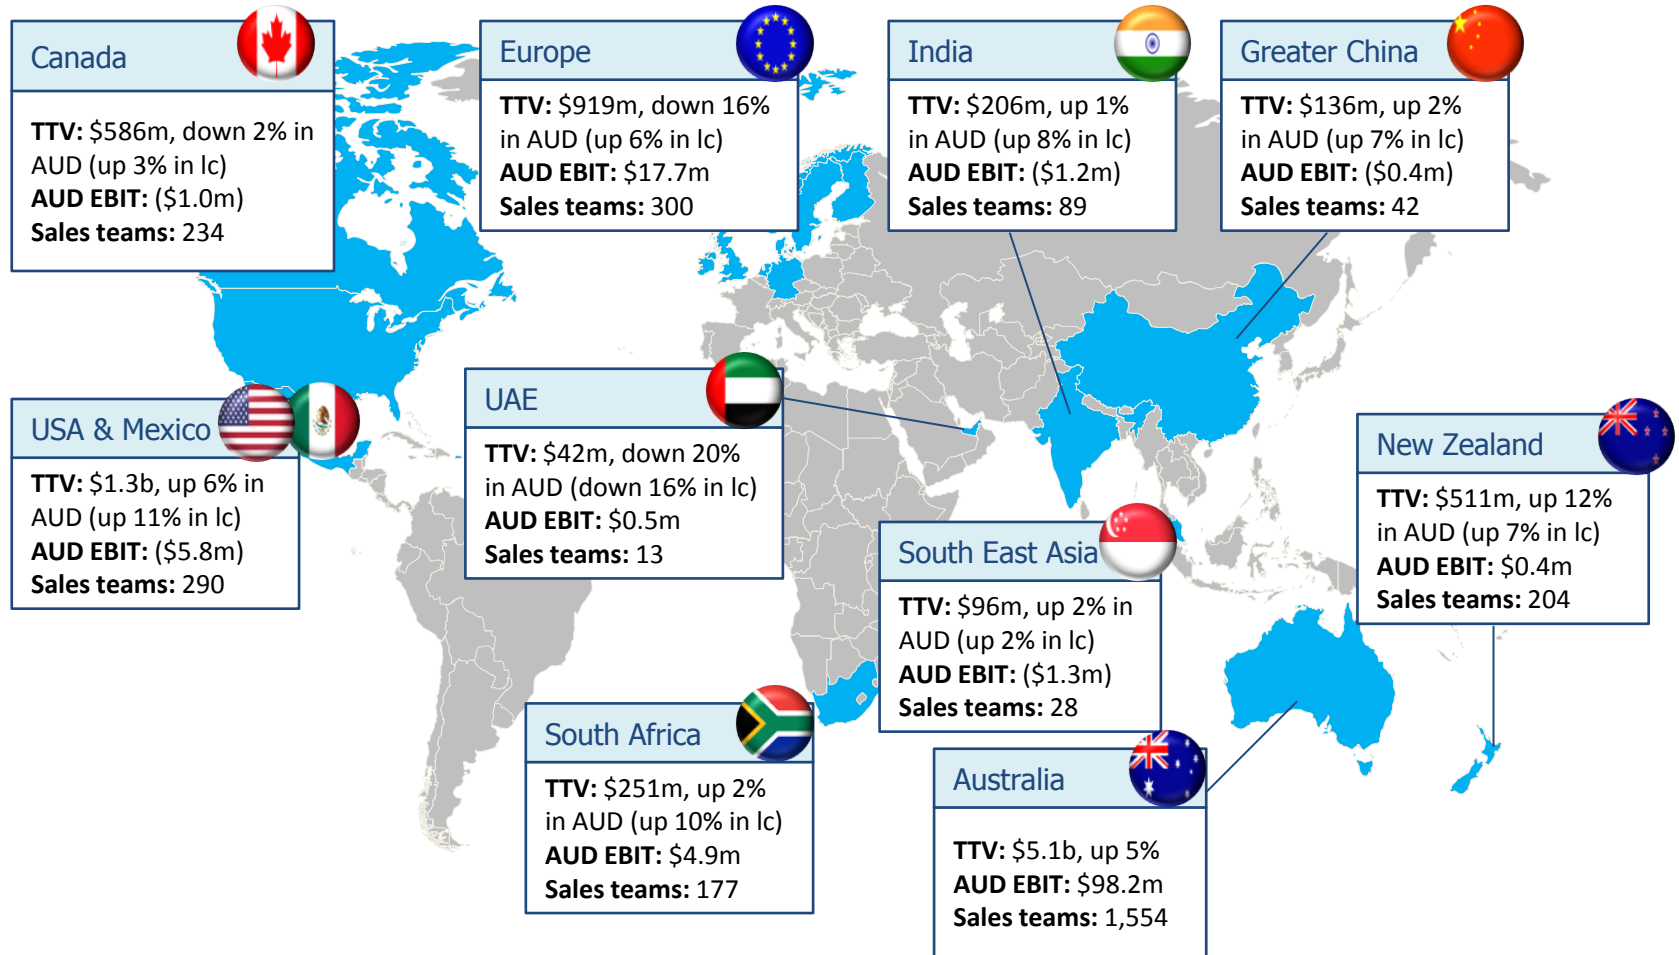 Canada
TTV: $586m, down 2% in
AUD (up 3% in lc)
AUD EBIT: ($1.0m)
Sales teams: 234
Europe
TTV: $919m, down 16%
in AUD (up 6% in lc)
AUD EBIT: $17.7m
Sales teams: 300
India
TTV: $206m, up 1%
in AUD (up 8% in lc)
AUD EBIT: ($1.2m)
Sales teams: 89
Greater China
TTV: $136m, up 2%
in AUD (up 7% in lc)
AUD EBIT: ($0.4m)
Sales teams: 42
USA & Mexico
TTV: $1.3b, up 6% in
AUD (up 11% in lc)
AUD EBIT: ($5.8m)
Sales teams: 290
UAE
TTV: $42m, down 20%
in AUD (down 16% in lc)
AUD EBIT: $0.5m
Sales teams: 13
South East Asia
TTV: $96m, up 2% in
AUD (up 2% in lc)
AUD EBIT: ($1.3m)
Sales teams: 28
New Zealand
TTV: $511m, up 12%
in AUD (up 7% in lc)
AUD EBIT: $0.4m
Sales teams: 204
South Africa
TTV: $251m, up 2%
in AUD (up 10% in lc)
AUD EBIT: $4.9m
Sales teams: 177
Australia
TTV: $5.1b, up 5%
AUD EBIT: $98.2m
Sales teams: 1,554